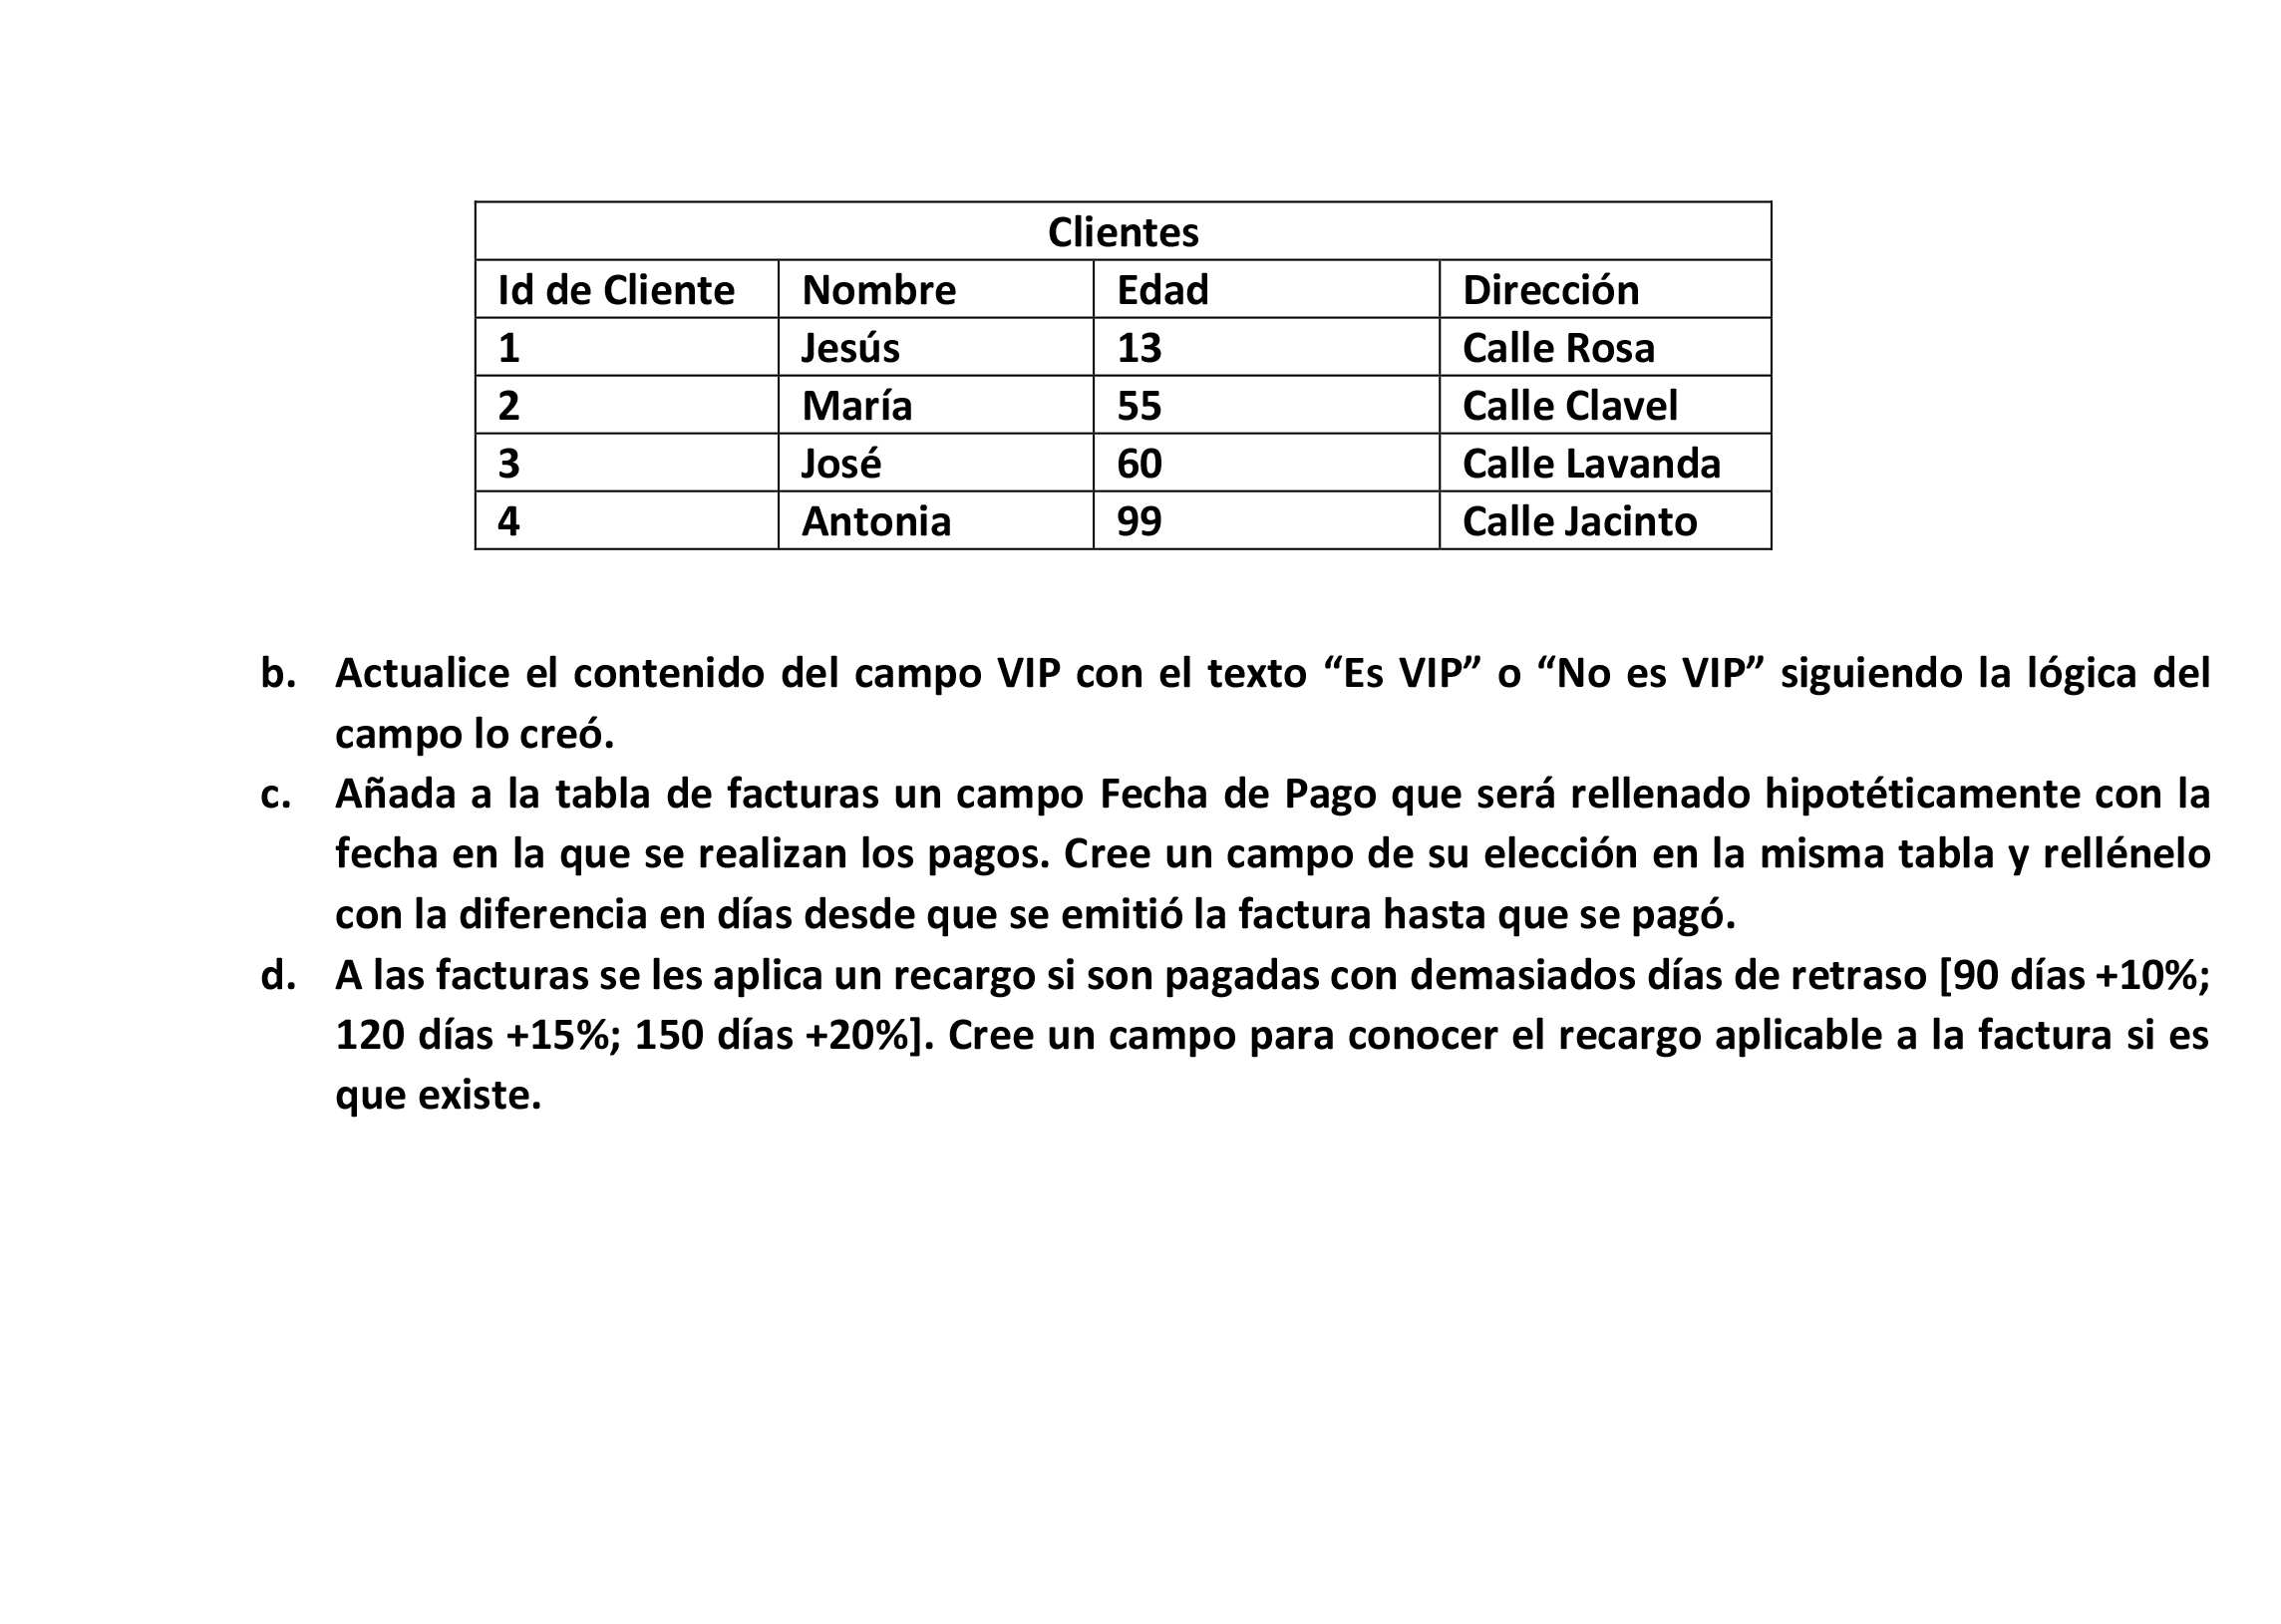 Clientes
Id de Cliente Nombre Edad Dirección
1 Jesús 13 Calle Rosa
2 María 55 Calle Clavel
3 José 60 Calle Lavanda
4 Antonia 99 Calle Jacinto
b. Actualice el contenido del campo VIP con el texto “Es VIP” o “No es VIP” siguiendo la lógica del
campo lo creó.
c. Añada a la tabla de facturas un campo Fecha de Pago que será rellenado hipotéticamente con la
fecha en la que se realizan los pagos. Cree un campo de su elección en la misma tabla y rellénelo
con la diferencia en días desde que se emitió la factura hasta que se pagó.
d. A las facturas se les aplica un recargo si son pagadas con demasiados días de retraso [90 días +10%;
120 días +15%; 150 días +20%]. Cree un campo para conocer el recargo aplicable a la factura si es
que existe.